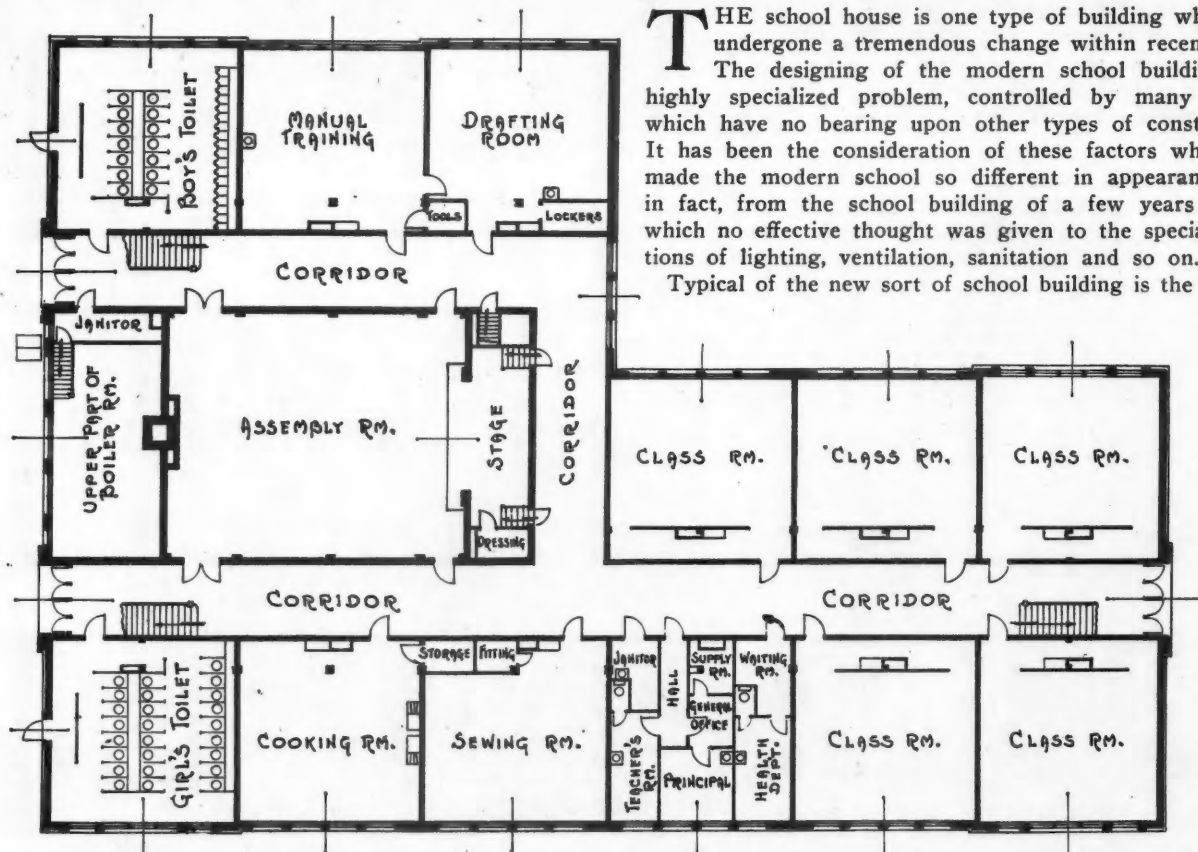 THE school house is one type of building wh
undergone a tremendous change within recen
The designing of the modern school buildi
highly specialized problem, controlled by many
which have no bearing upon other types of const
It has been the consideration of these factors wh
made the modern school so different in appearan
in fact, from the school building of a few years
which no effective thought was given to the specia
tions of lighting, ventilation, sanitation and so on.
Typical of the new sort of school building is the
BOY'S TOILET
MANUAL
TRAINING
DRAFTING
ROOM
TOOLS
LOCKERS
CORRIDOR
JANITOR
UPPER PART OF
BOILER RM.
ASSEMBLY RM.
STAGE
DRESSING
CORRIDOR
CLASS RM.
CLASS RM.
CLASS RM.
CORRIDOR
CORRIDOR
GIRL'S TOILET
COOKING RM.
STORAGE
FITTING
SEWING RM.
JANITOR
TEACHER'S
RM.
HALL
SUPPLY
RM.
GENERAL
OFFICE
PRINCIPAL
WAITING
RM.
HEALTH
DEPT.
CLASS RM.
CLASS RM.